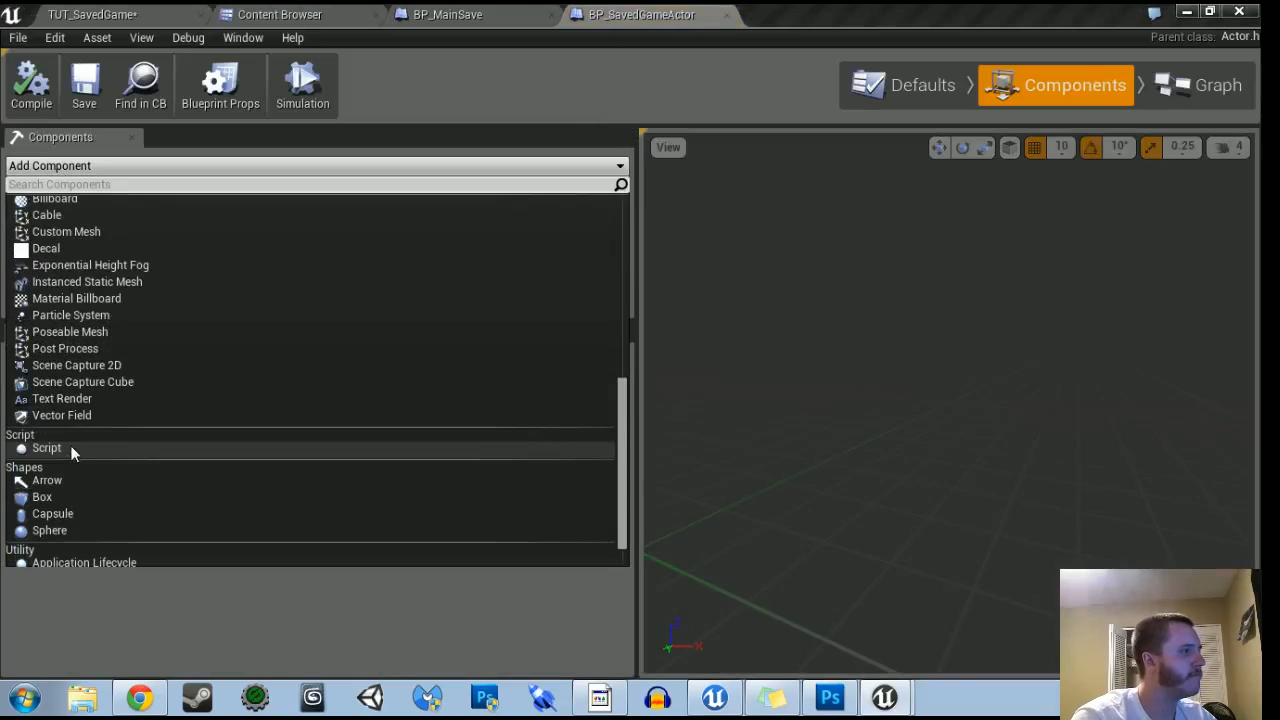 TUT_SavedGame*
Content Browser
BP_MainSave
BP_SavedGameActor
File Edit Asset View Debug Window Help
Parent class: Actor.h
Compile Save Find in CB Blueprint Props Simulation
Defaults Components Graph
Components
View 10 10° 0.25 4
Add Component
Search Components
Billboard
Cable
Custom Mesh
Decal
Exponential Height Fog
Instanced Static Mesh
Material Billboard
Particle System
Poseable Mesh
Post Process
Scene Capture 2D
Scene Capture Cube
Aa Text Render
Vector Field
Script
Script
Shapes
Arrow
Box
Capsule
Sphere
Utility
Application Lifecycle
Z
X
Ps Ps